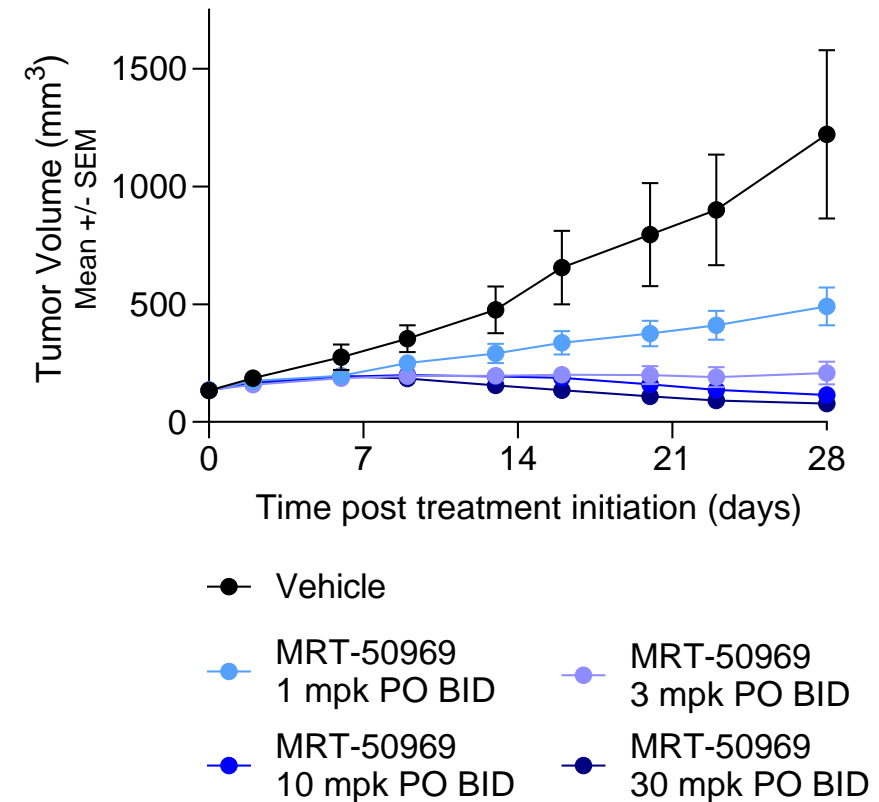 Tumor Volume (mm³)
Mean +/- SEM
1500
1000
500
0
0 7 14 21 28
Time post treatment initiation (days)
Vehicle
MRT-50969
1 mpk PO BID
MRT-50969
3 mpk PO BID
MRT-50969
10 mpk PO BID
MRT-50969
30 mpk PO BID